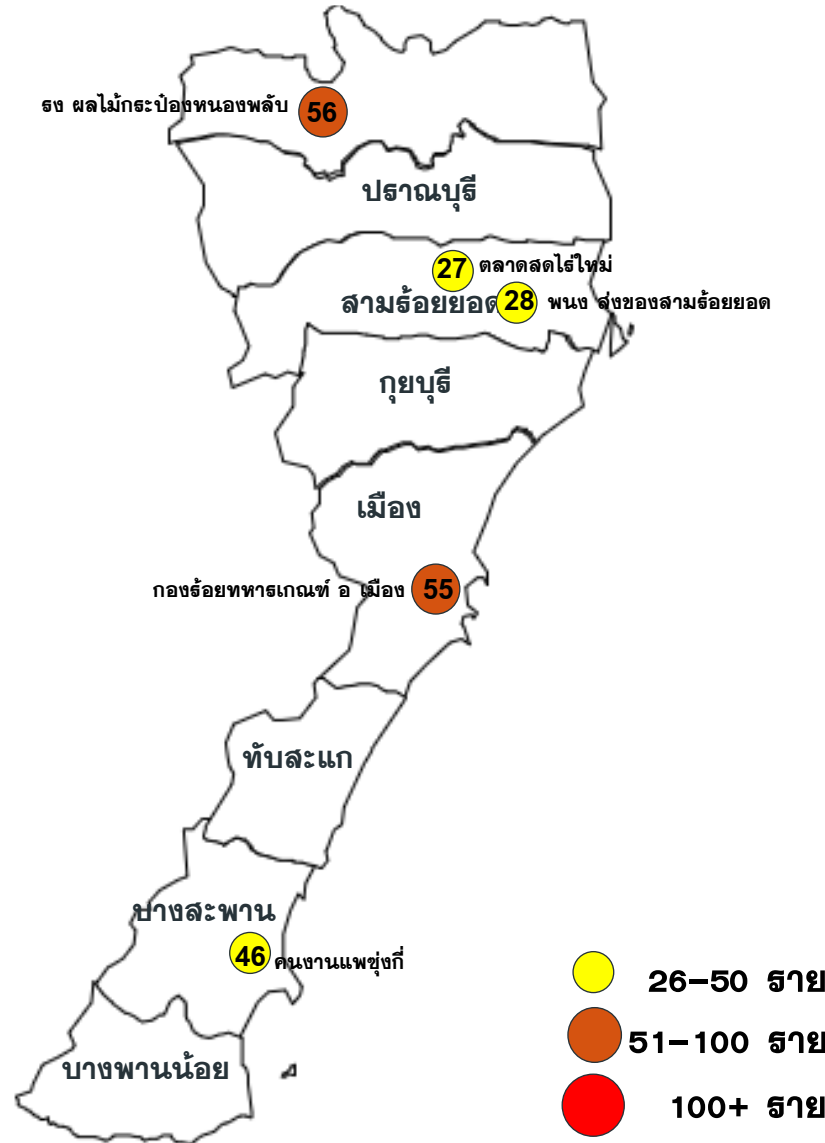 รง ผลไม้กระป๋องหนองพลับ 56
ปราณบุรี
27 ตลาดสดไร่ใหม่
สามร้อยยอด 28 พนง ส่งของสามร้อยยอด
กุยบุรี
เมือง
กองร้อยทหารเกณฑ์ อ เมือง 55
ทับสะแก
บางสะพาน
46 คนงานแพซุ่งกี่
บางพานน้อย
26-50 ราย
51-100 ราย
100+ ราย